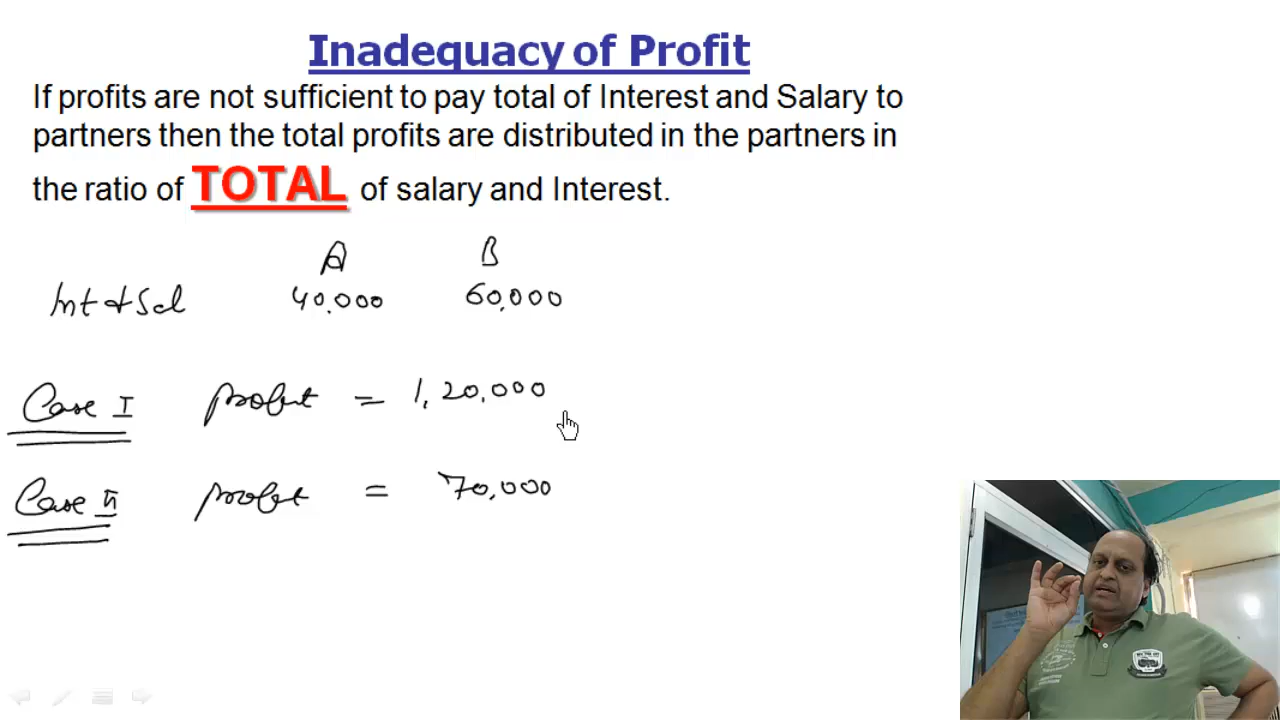 Inadequacy of Profit
If profits are not sufficient to pay total of Interest and Salary to
partners then the total profits are distributed in the partners in
the ratio of TOTAL of salary and Interest.
A B
Int & Sal 40,000 60,000
Case I profit = 1,20,000
Case II profit = 70,000